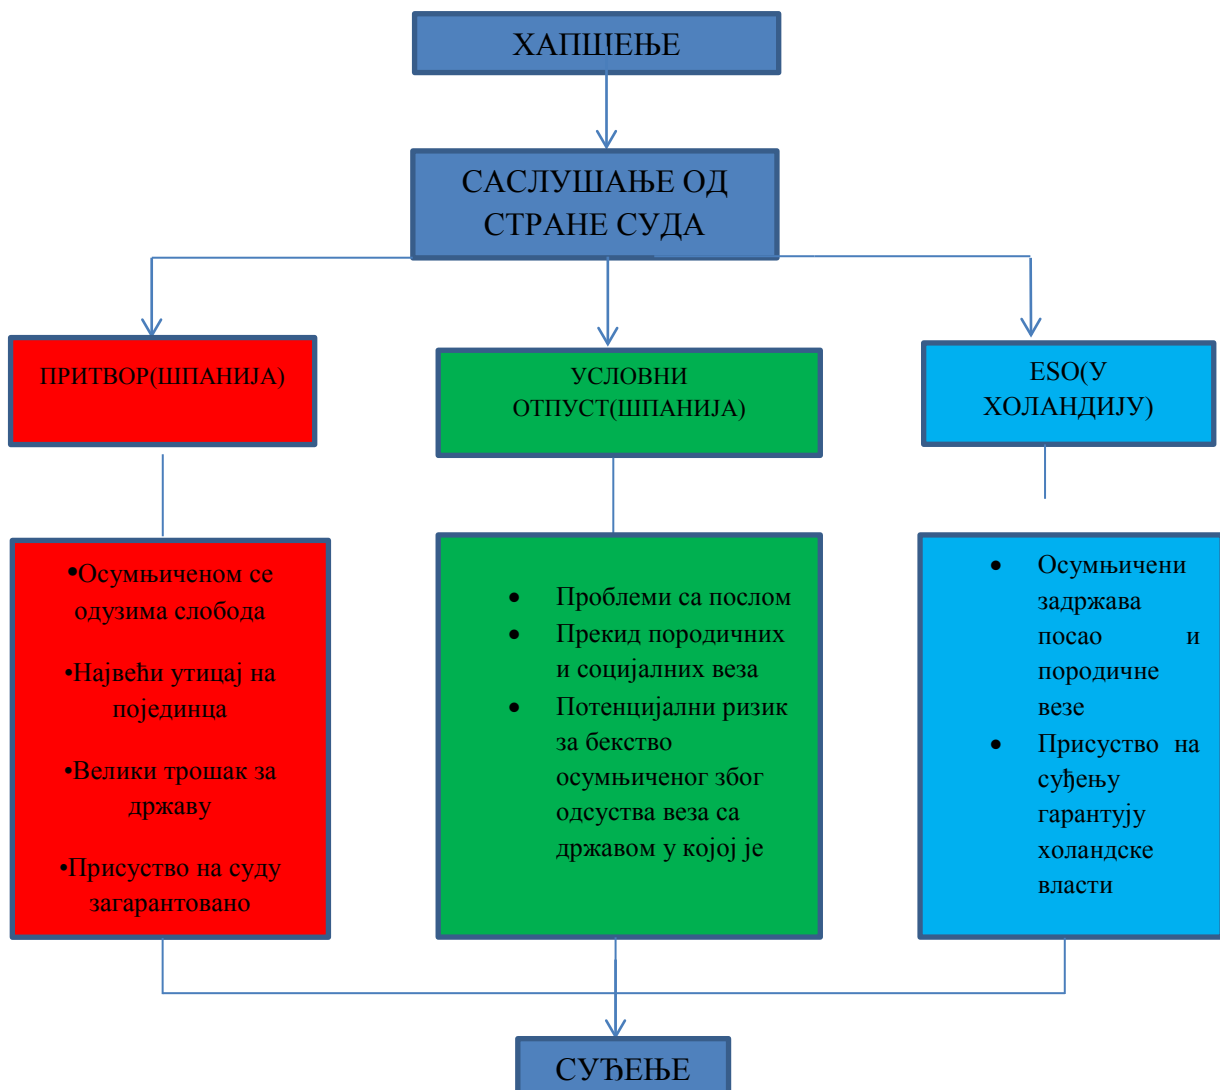 ХАПШЕЊЕ
САСЛУШАЊЕ ОД
СТРАНЕ СУДА
ПРИТВОР(ШПАНИЈА)
УСЛОВНИ
ОТПУСТ(ШПАНИЈА)
ESO(У
ХОЛАНДИЈУ)
•Осумњиченом се
одузима слобода
•Највећи утицај на
појединца
•Велики трошак за
државу
•Присуство на суду
загарантовано
• Проблеми са послом
• Прекид породичних
и социјалних веза
• Потенцијални ризик
за бекство
осумњиченог због
одсуства веза са
државом у којој је
• Осумњичени
задржава
посао и
породичне
везе
• Присуство на
суђењу
гарантују
холандске
власти
СУЂЕЊЕ